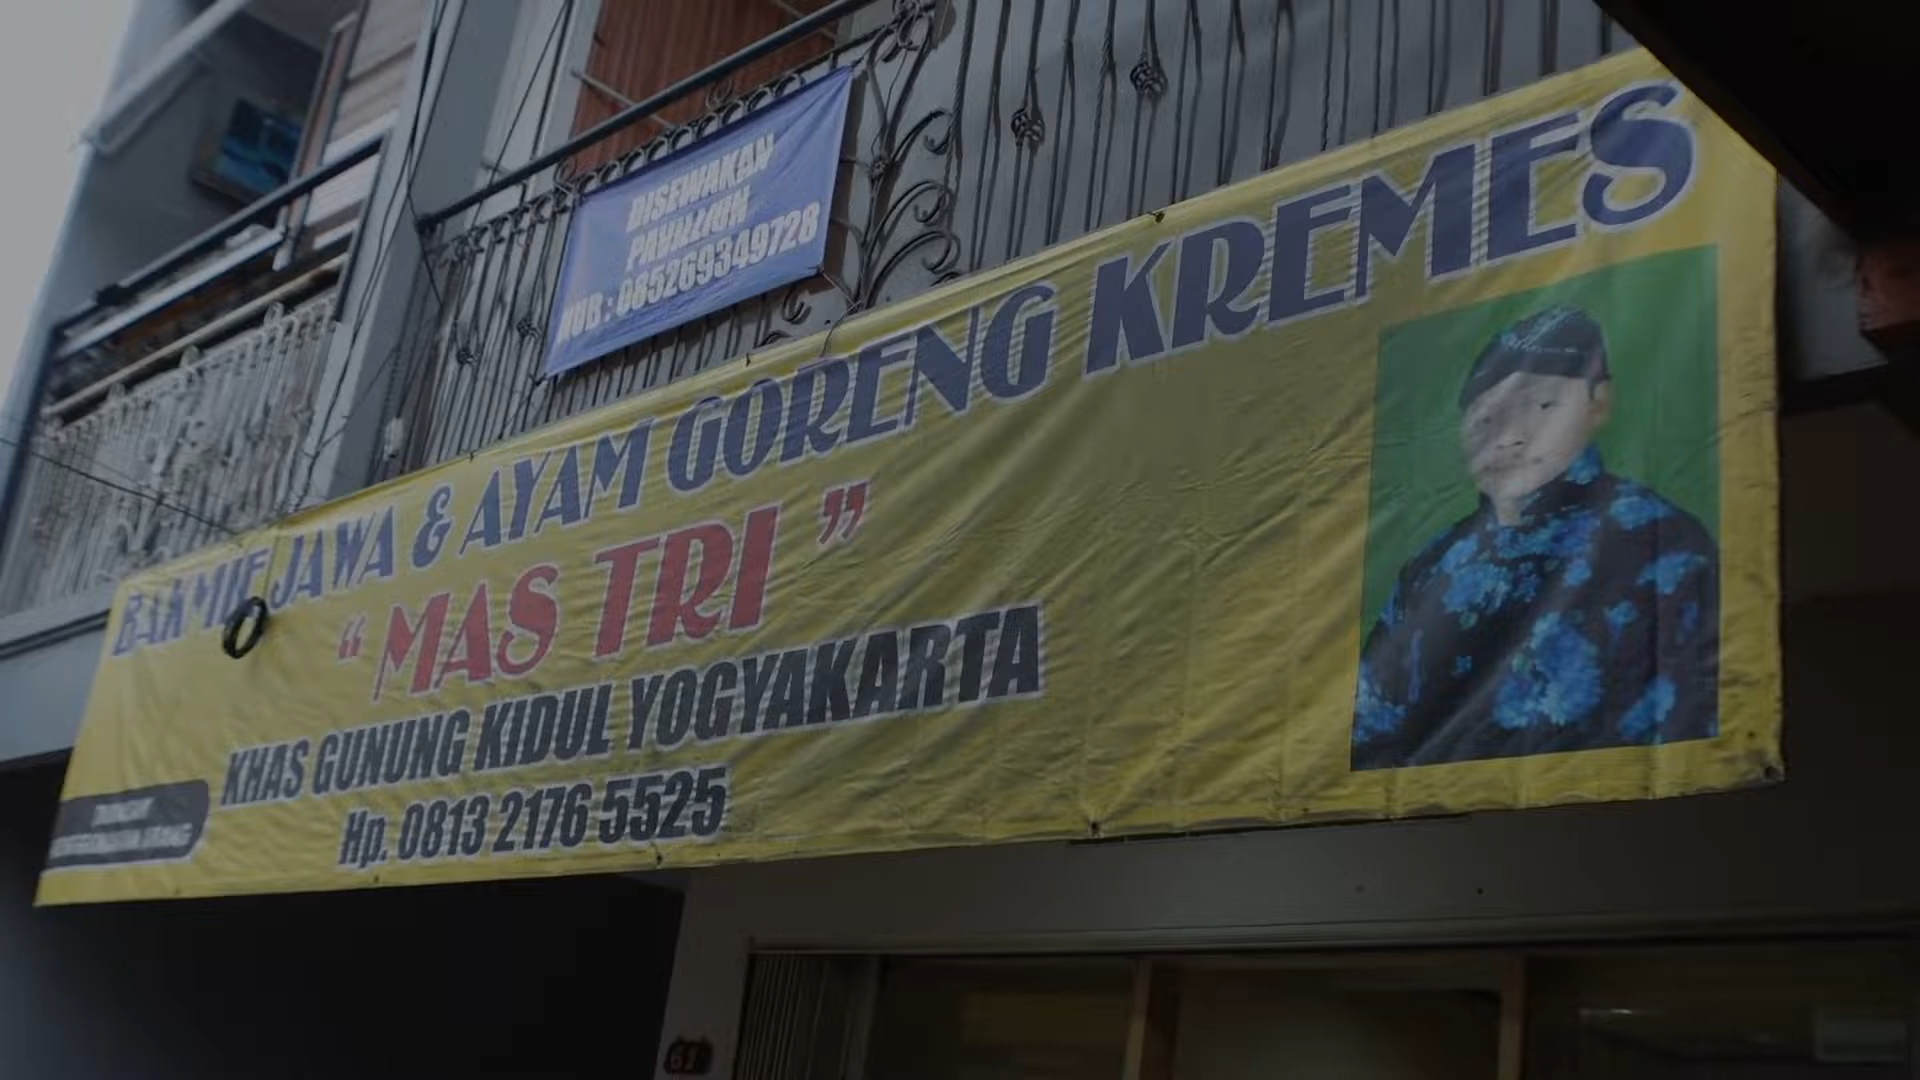 DISEWAKAN
PAVILIUN
HUB : 085269349728
BAKMIE JAWA & AYAM GORENG KREMES
“ MAS TRI ”
KHAS GUNUNG KIDUL YOGYAKARTA
Hp. 0813 2176 5525
61